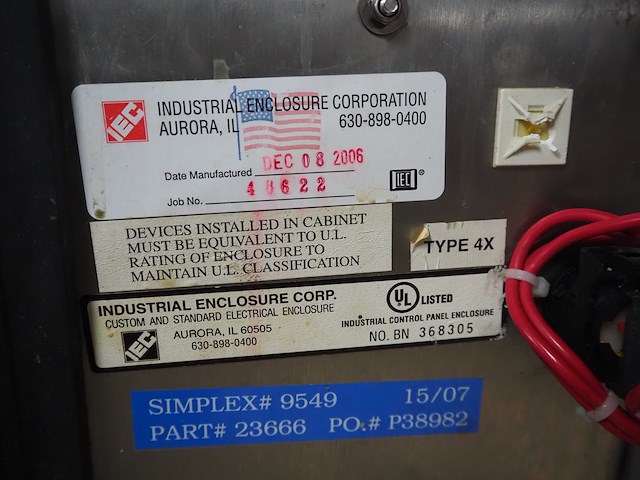 IEC
INDUSTRIAL ENCLOSURE CORPORATION
AURORA, IL 630-898-0400
Date Manufactured DEC 08 2006
Job No. 48622
IEC ®
DEVICES INSTALLED IN CABINET
MUST BE EQUIVALENT TO U.L.
RATING OF ENCLOSURE TO
MAINTAIN U.L. CLASSIFICATION
TYPE 4X
INDUSTRIAL ENCLOSURE CORP.
CUSTOM AND STANDARD ELECTRICAL ENCLOSURE
IEC
AURORA, IL 60505
630-898-0400
UL LISTED
INDUSTRIAL CONTROL PANEL ENCLOSURE
NO. BN 368305
SIMPLEX# 9549 15/07
PART# 23666 PO.# P38982